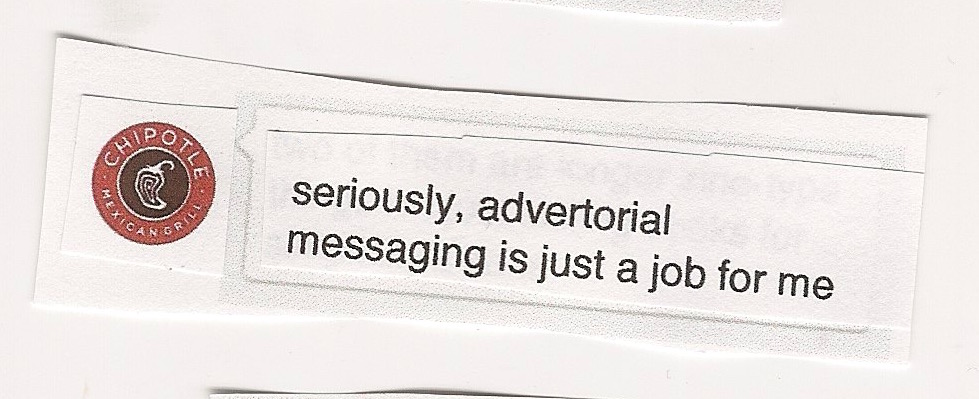 CHIPOTLE
MEXICAN GRILL
seriously, advertorial
messaging is just a job for me